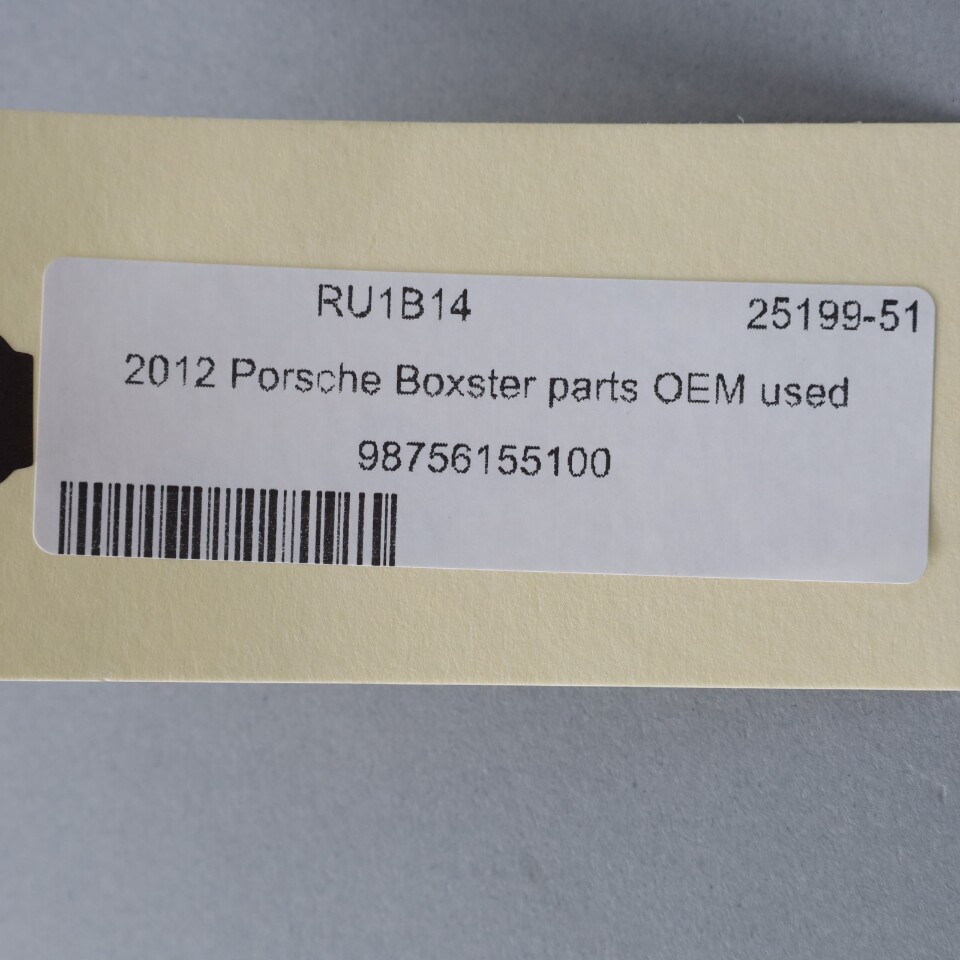 RU1B14 25199-51
2012 Porsche Boxster parts OEM used
98756155100